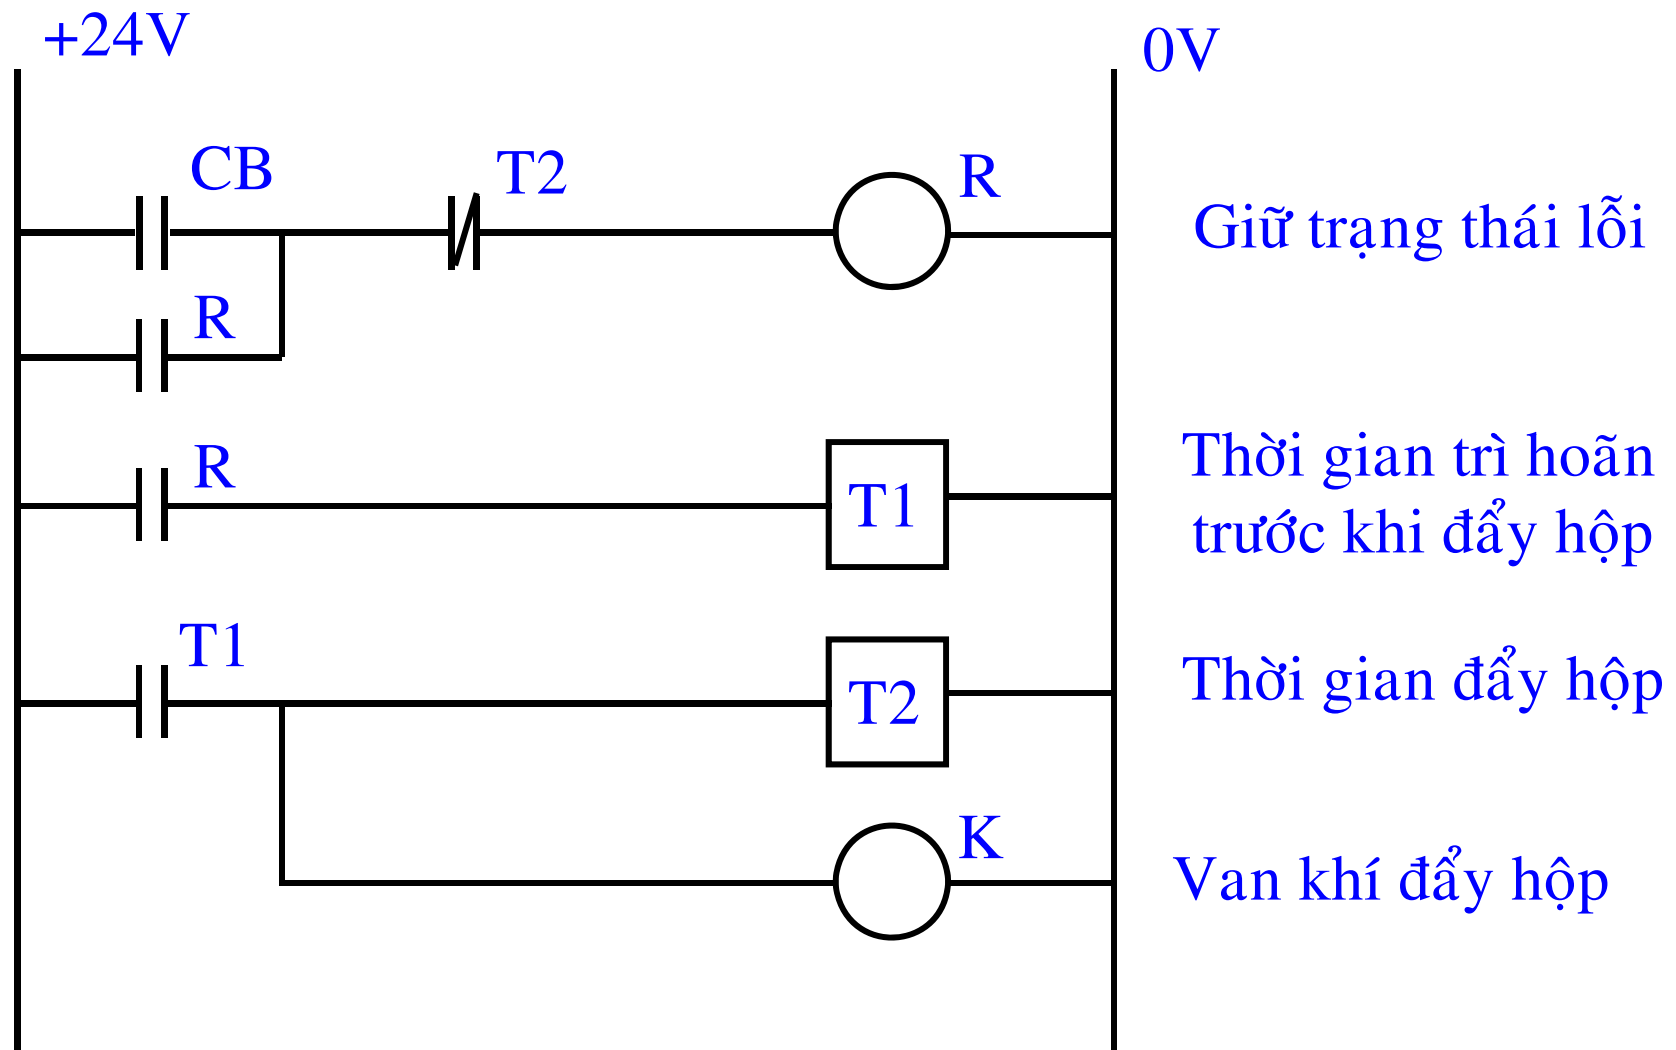 +24V
0V
CB
T2
R
Giữ trạng thái lỗi
R
R
T1
Thời gian trì hoãn
trước khi đẩy hộp
T1
T2
Thời gian đẩy hộp
K
Van khí đẩy hộp